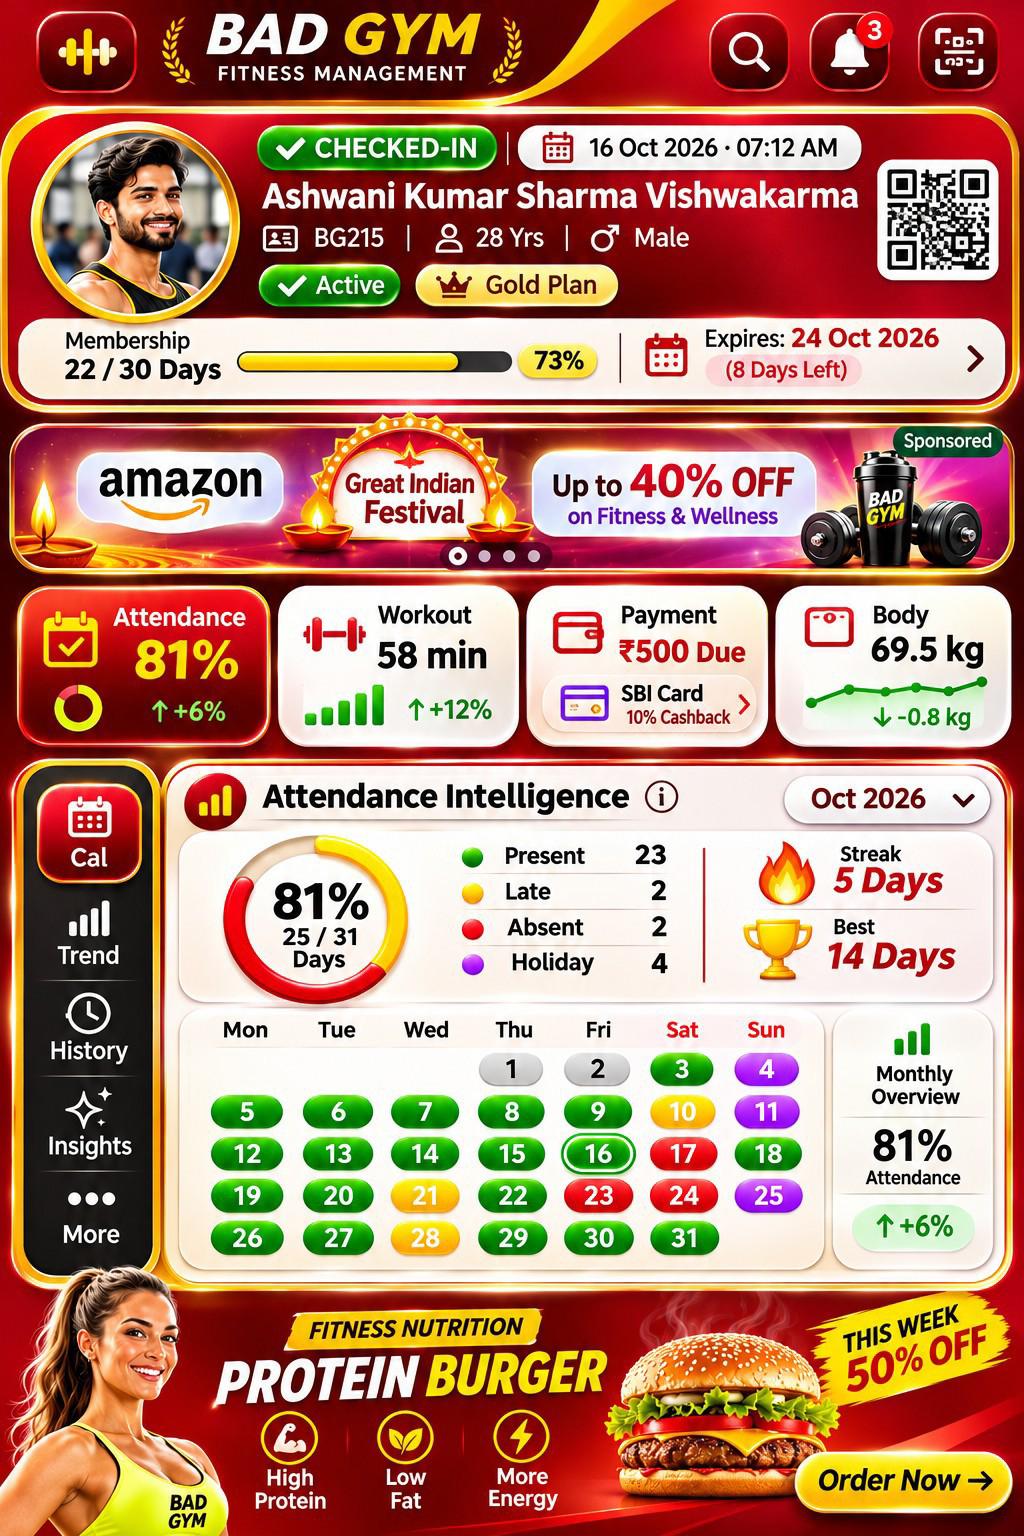 BAD GYM
FITNESS MANAGEMENT
3
CHECKED-IN
16 Oct 2026 · 07:12 AM
Ashwani Kumar Sharma Vishwakarma
BG215 | 28 Yrs | Male
Active
Gold Plan
Membership
22 / 30 Days
73%
Expires: 24 Oct 2026
(8 Days Left)
Sponsored
amazon
Great Indian
Festival
Up to 40% OFF
on Fitness & Wellness
BAD
GYM
Attendance
81%
↑+6%
Workout
58 min
↑+12%
Payment
₹500 Due
SBI Card
10% Cashback
Body
69.5 kg
↓ -0.8 kg
Cal
Trend
History
Insights
More
Attendance Intelligence
Oct 2026
81%
25 / 31
Days
Present 23
Late 2
Absent 2
Holiday 4
Streak
5 Days
Best
14 Days
Mon Tue Wed Thu Fri Sat Sun
1 2 3 4
5 6 7 8 9 10 11
12 13 14 15 16 17 18
19 20 21 22 23 24 25
26 27 28 29 30 31
Monthly
Overview
81%
Attendance
↑+6%
FITNESS NUTRITION
PROTEIN BURGER
High
Protein
Low
Fat
More
Energy
THIS WEEK
50% OFF
Order Now →
BAD
GYM